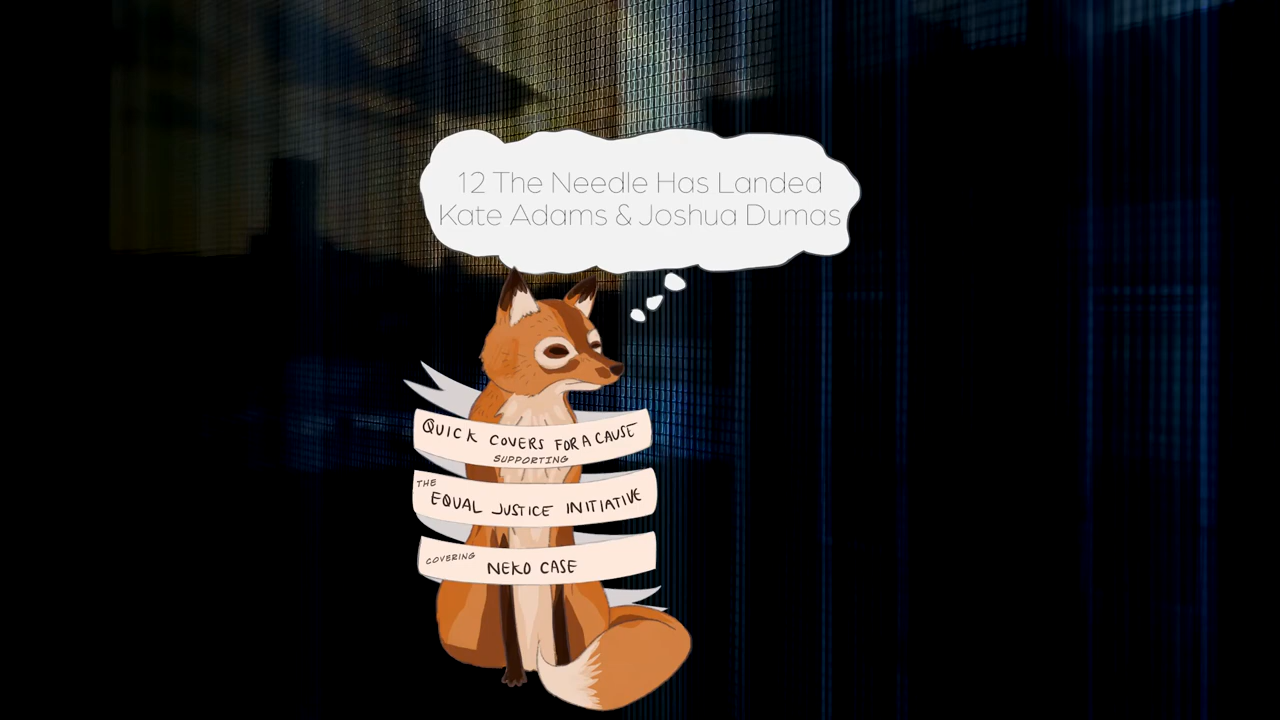 12 The Needle Has Landed
Kate Adams & Joshua Dumas
QUICK COVERS FOR A CAUSE
SUPPORTING
THE
EQUAL JUSTICE INITIATIVE
COVERING NEKO CASE